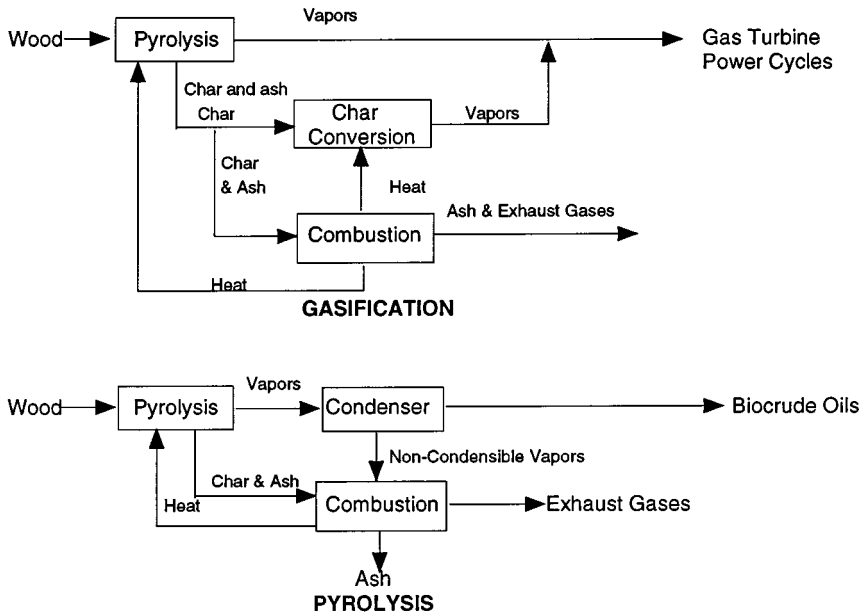 Vapors
Wood
Pyrolysis
Gas Turbine
Power Cycles
Char and ash
Char
Char
Conversion
Vapors
Char
& Ash
Heat
Ash & Exhaust Gases
Combustion
Heat
GASIFICATION
Vapors
Wood
Pyrolysis
Condenser
Biocrude Oils
Non-Condensible Vapors
Char & Ash
Heat
Combustion
Exhaust Gases
Ash
PYROLYSIS